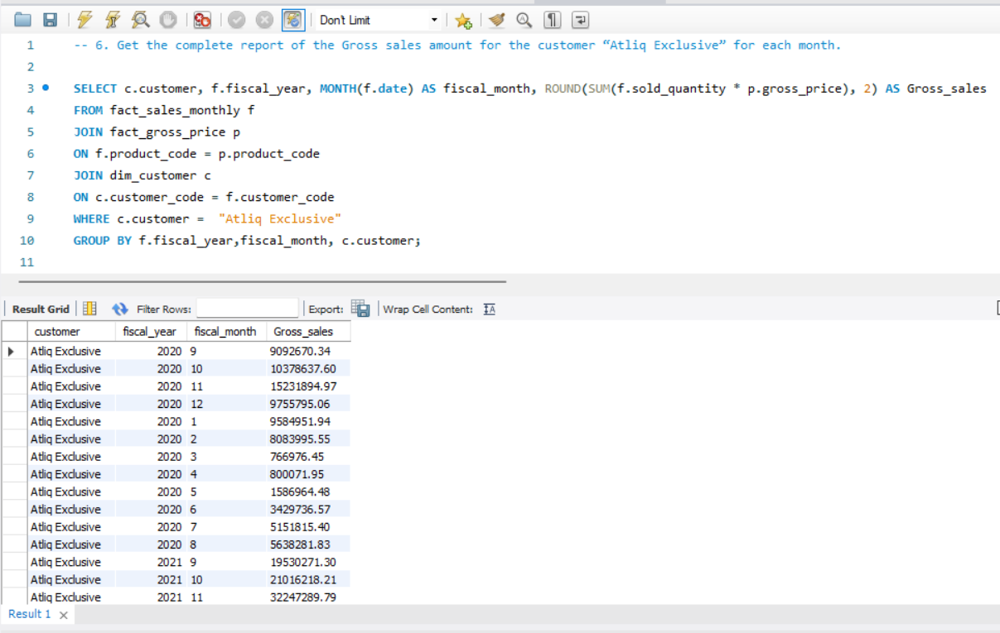 Don't Limit
1 -- 6. Get the complete report of the Gross sales amount for the customer “Atliq Exclusive” for each month.
2
3 SELECT c.customer, f.fiscal_year, MONTH(f.date) AS fiscal_month, ROUND(SUM(f.sold_quantity * p.gross_price), 2) AS Gross_sales
4 FROM fact_sales_monthly f
5 JOIN fact_gross_price p
6 ON f.product_code = p.product_code
7 JOIN dim_customer c
8 ON c.customer_code = f.customer_code
9 WHERE c.customer =  "Atliq Exclusive"
10 GROUP BY f.fiscal_year,fiscal_month, c.customer;
11
Result Grid Filter Rows: Export: Wrap Cell Content:
customer fiscal_year fiscal_month Gross_sales
Atliq Exclusive 2020 9 9092670.34
Atliq Exclusive 2020 10 10378637.60
Atliq Exclusive 2020 11 15231894.97
Atliq Exclusive 2020 12 9755795.06
Atliq Exclusive 2020 1 9584951.94
Atliq Exclusive 2020 2 8083995.55
Atliq Exclusive 2020 3 766976.45
Atliq Exclusive 2020 4 800071.95
Atliq Exclusive 2020 5 1586964.48
Atliq Exclusive 2020 6 3429736.57
Atliq Exclusive 2020 7 5151815.40
Atliq Exclusive 2020 8 5638281.83
Atliq Exclusive 2021 9 19530271.30
Atliq Exclusive 2021 10 21016218.21
Atliq Exclusive 2021 11 32247289.79
Result 1